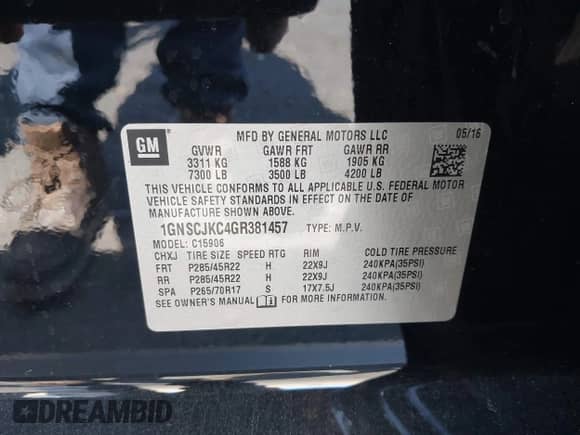 GM
MFD BY GENERAL MOTORS LLC 05/16
GVWR GAWR FRT GAWR RR
3311 KG 1588 KG 1905 KG
7300 LB 3500 LB 4200 LB
THIS VEHICLE CONFORMS TO ALL APPLICABLE U.S. FEDERAL MOTOR
VEHICLE SAFETY STANDARDS IN EFFECT ON THE DATE OF
MANUFACTURE SHOWN ABOVE.
1GNSCJKC4GR381457 TYPE: M.P.V.
MODEL: C15906
CHXJ TIRE SIZE SPEED RTG RIM COLD TIRE PRESSURE
FRT P285/45R22 H 22X9J 240KPA(35PSI)
RR P285/45R22 H 22X9J 240KPA(35PSI)
SPA P265/70R17 S 17X7.5J 240KPA(35PSI)
SEE OWNER'S MANUAL FOR MORE INFORMATION.
DREAMBID